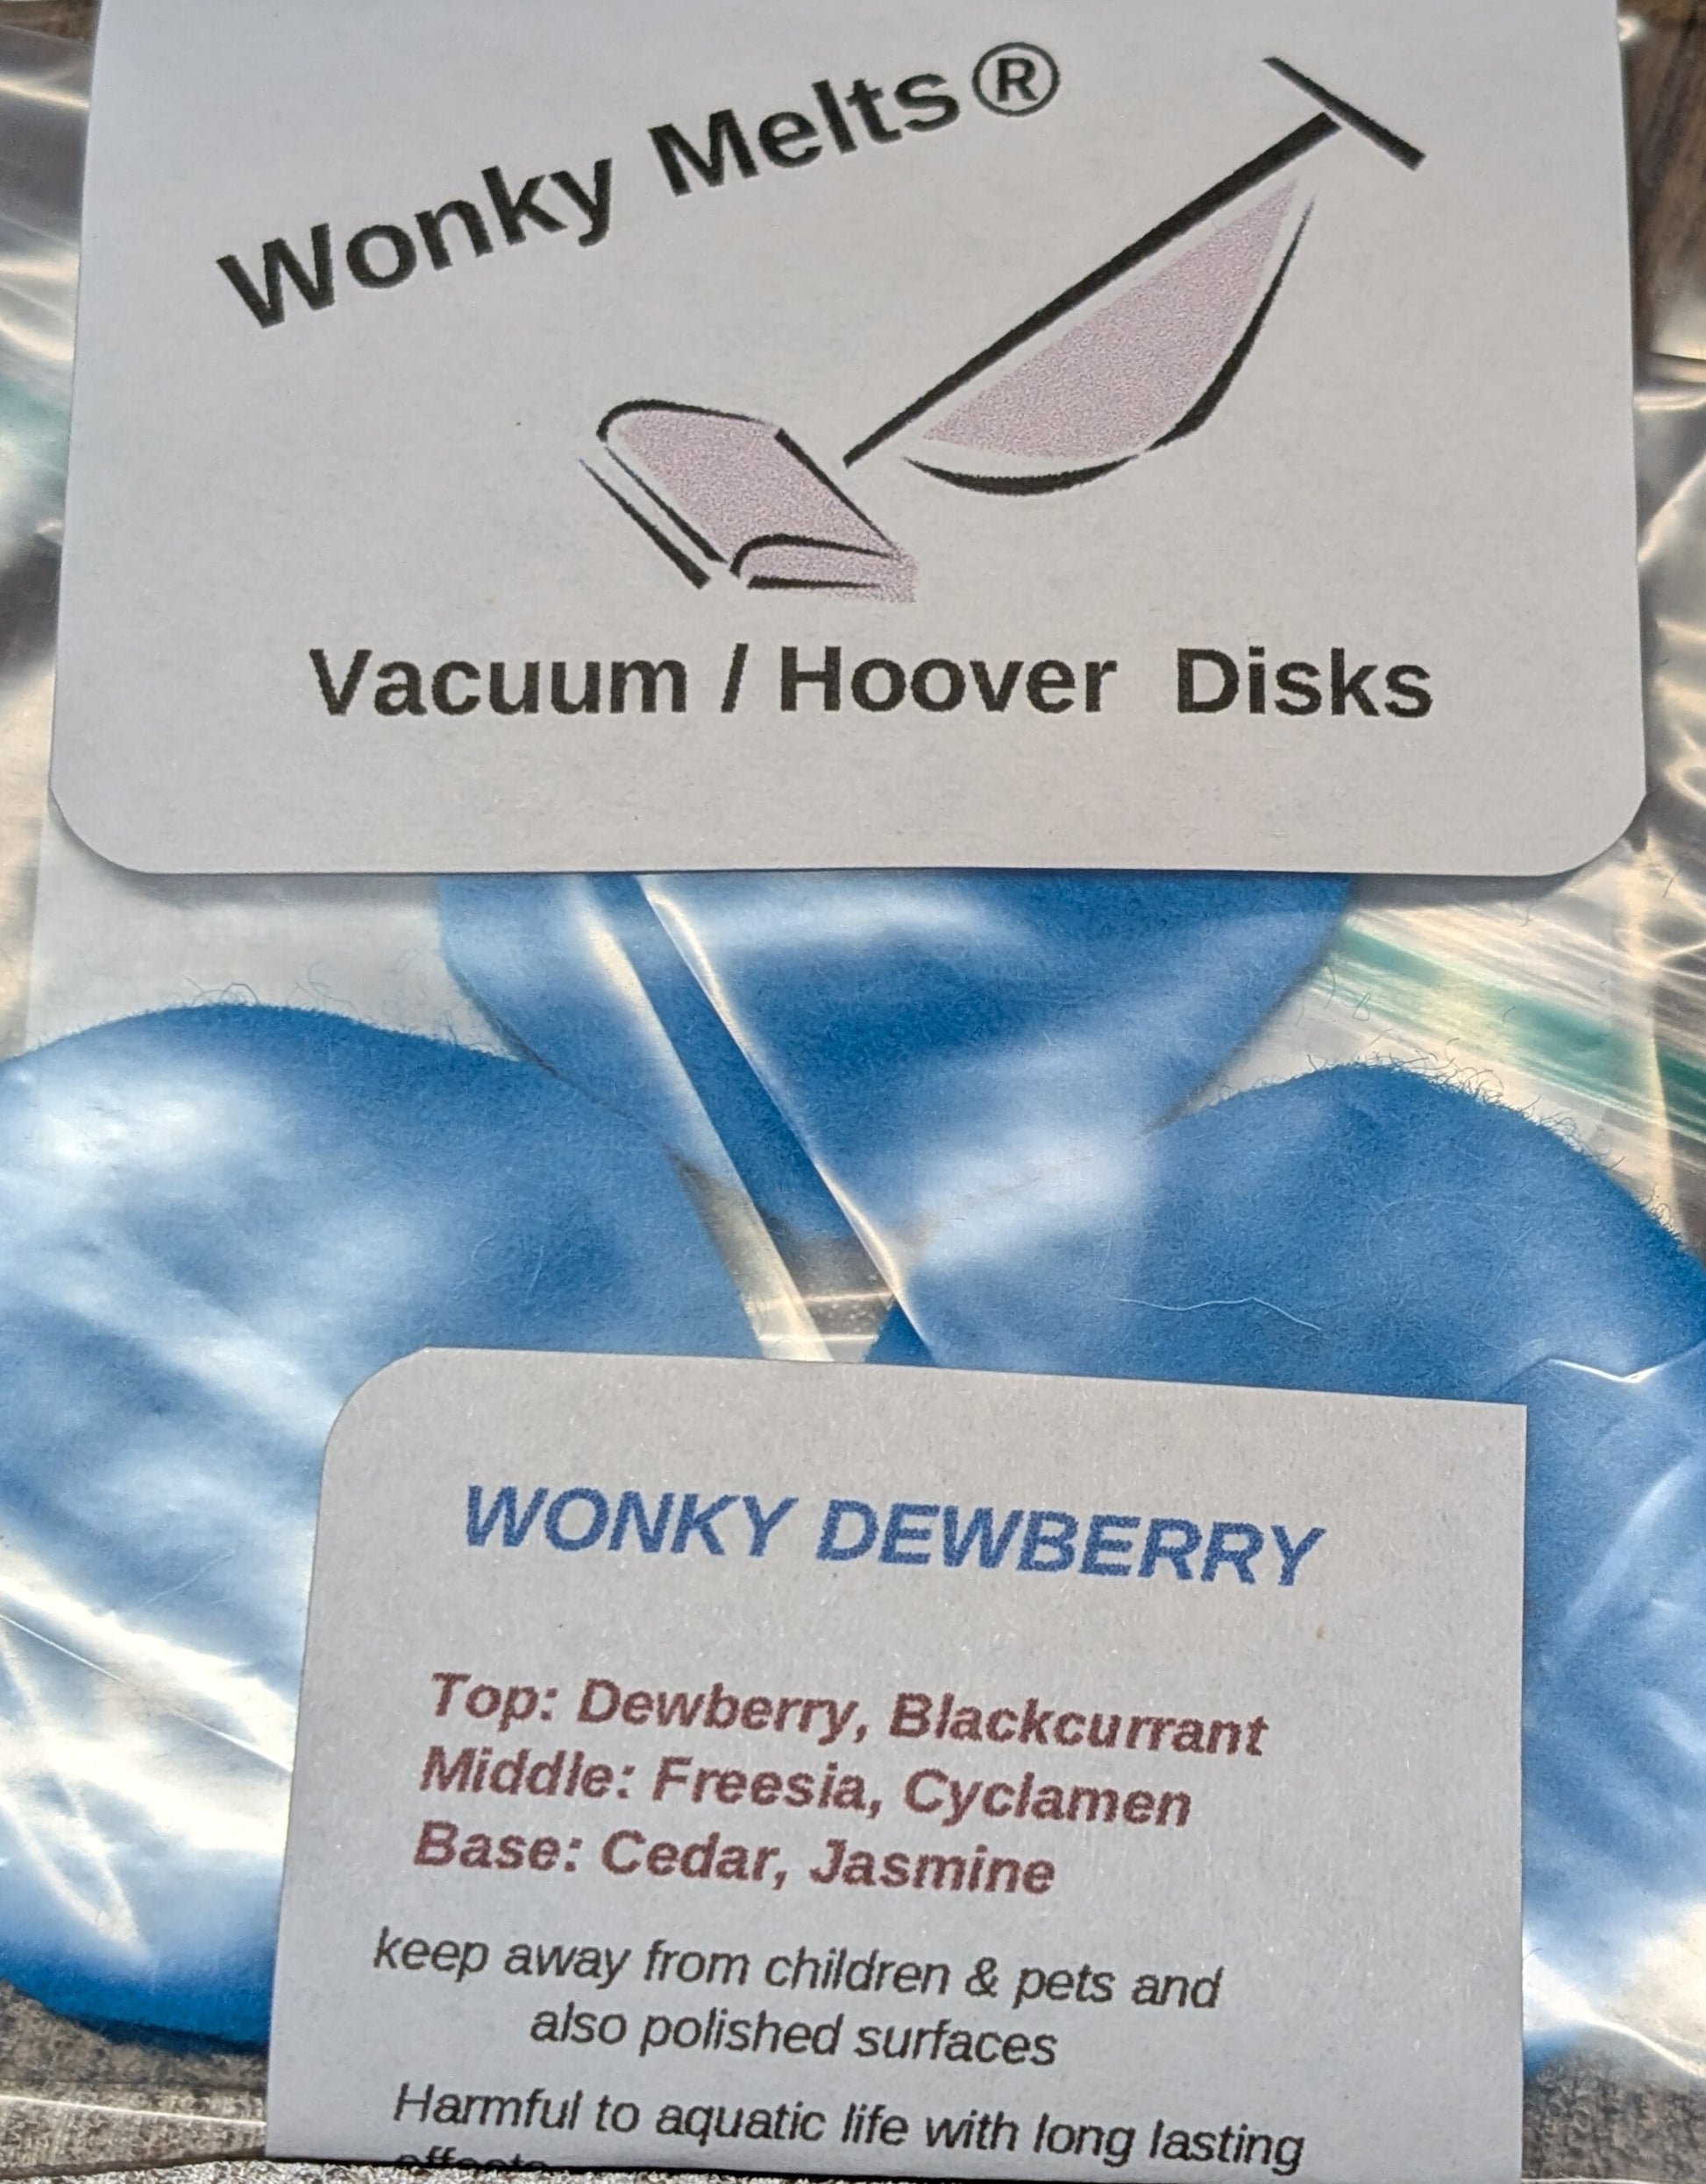 Wonky Melts®
Vacuum / Hoover Disks
WONKY DEWBERRY
Top: Dewberry, Blackcurrant
Middle: Freesia, Cyclamen
Base: Cedar, Jasmine
keep away from children & pets and
also polished surfaces
Harmful to aquatic life with long lasting